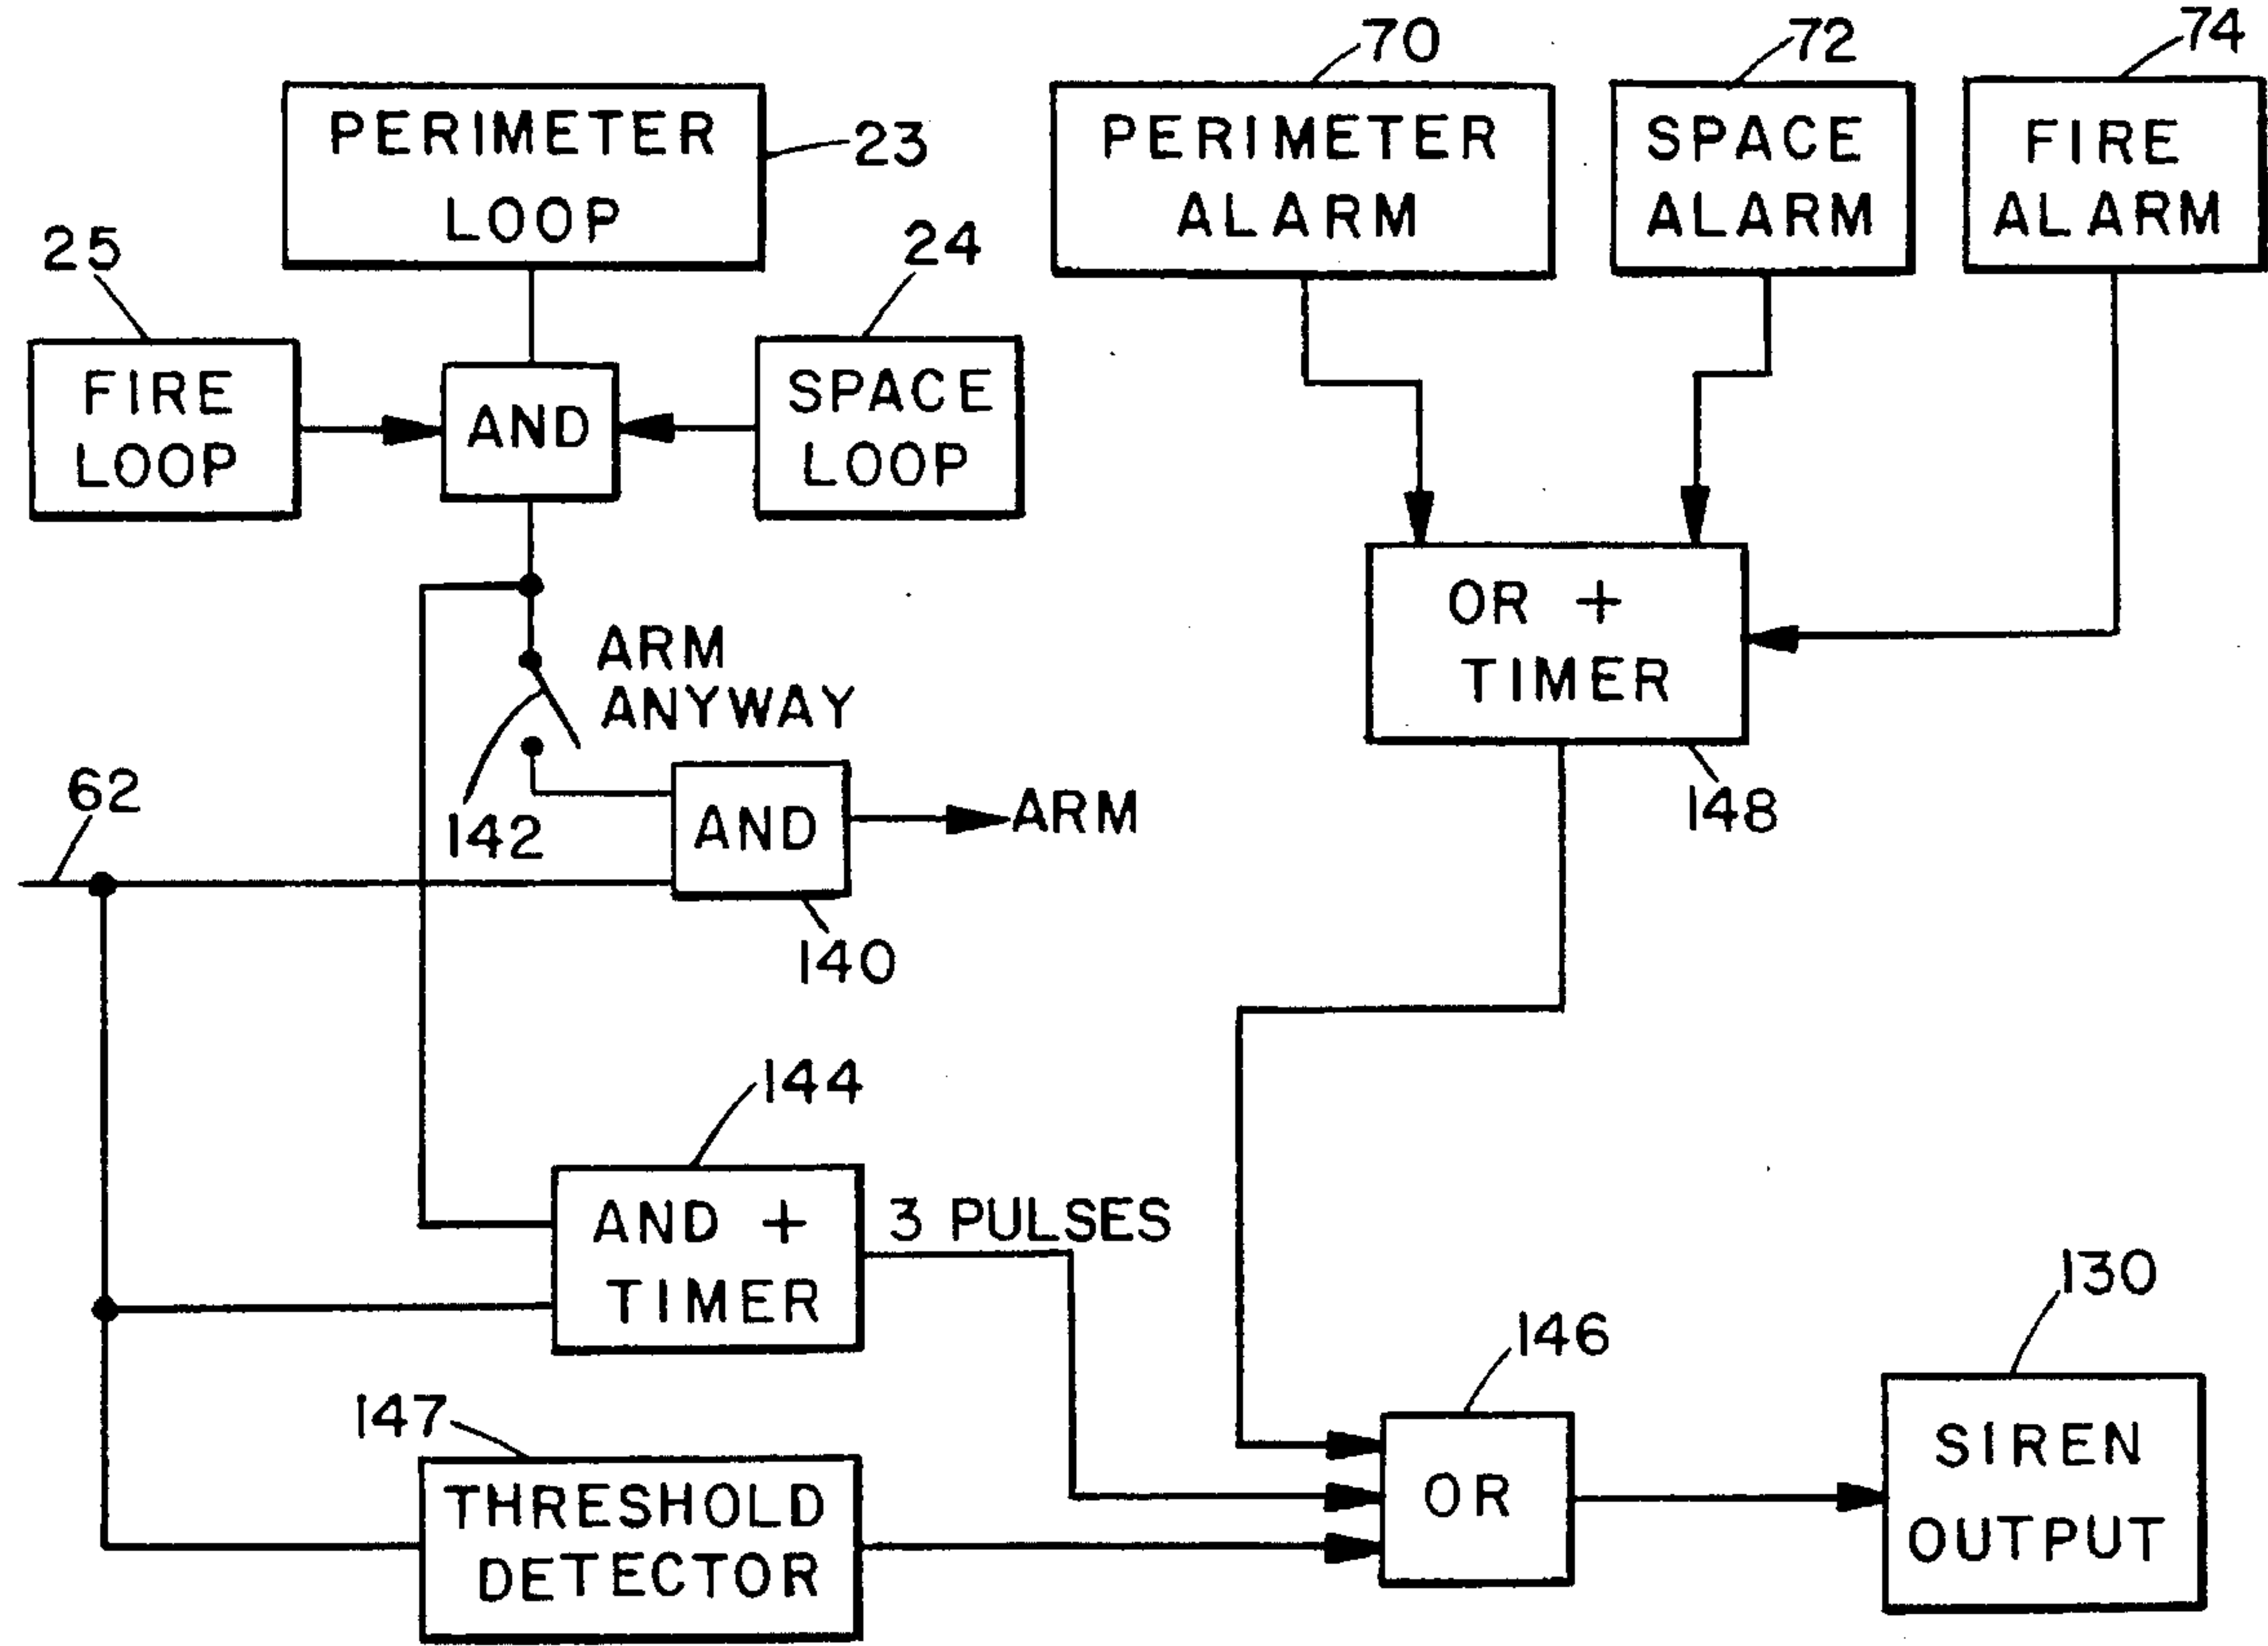 70
72
74
PERIMETER
LOOP
23
PERIMETER
ALARM
SPACE
ALARM
FIRE
ALARM
25
24
FIRE
LOOP
AND
SPACE
LOOP
OR +
TIMER
ARM
ANYWAY
62
142
AND
ARM
148
140
144
AND +
TIMER
3 PULSES
130
146
147
THRESHOLD
DETECTOR
OR
SIREN
OUTPUT